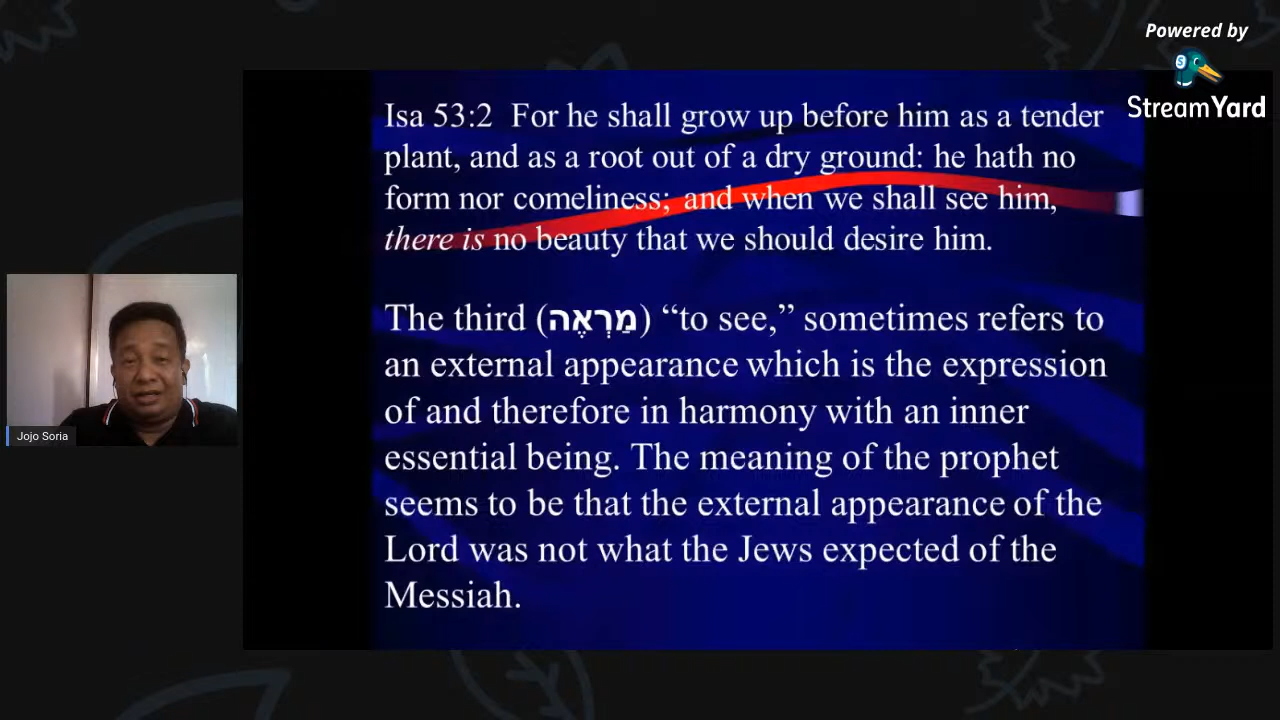 Powered by
StreamYard
Isa 53:2 For he shall grow up before him as a tender
plant, and as a root out of a dry ground: he hath no
form nor comeliness; and when we shall see him,
there is no beauty that we should desire him.
The third (מַרְאֶה) “to see,” sometimes refers to
an external appearance which is the expression
of and therefore in harmony with an inner
essential being. The meaning of the prophet
seems to be that the external appearance of the
Lord was not what the Jews expected of the
Messiah.
Jojo Soria